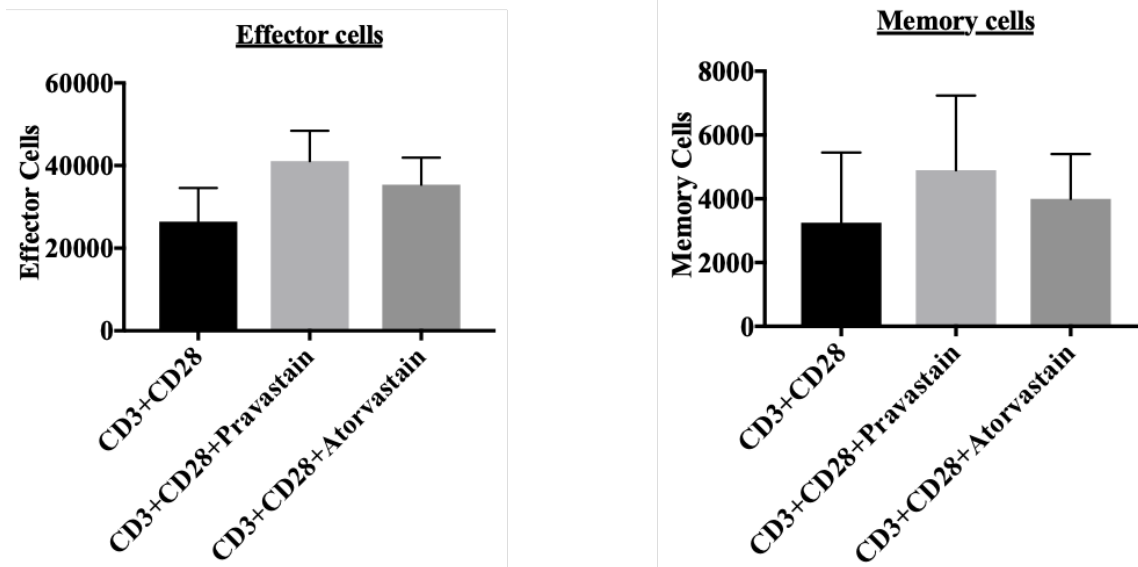 Effector cells
Effector Cells
60000
40000
20000
0
CD3+CD28
CD3+CD28+Pravastain
CD3+CD28+Atorvastain
Memory cells
Memory Cells
8000
6000
4000
2000
0
CD3+CD28
CD3+CD28+Pravastain
CD3+CD28+Atorvastain